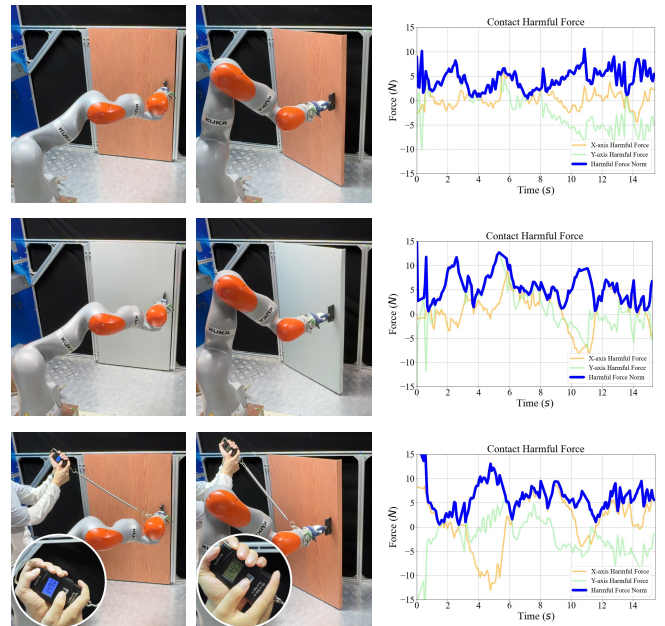 KUKA
KUKA
Contact Harmful Force
Force (N)
15
10
5
0
−5
−10
−15
X-axis Harmful Force
Y-axis Harmful Force
Harmful Force Norm
0 2 4 6 8 10 12 14
Time (s)
KUKA
KUKA
KUKA
Contact Harmful Force
Force (N)
15
10
5
0
−5
−10
−15
X-axis Harmful Force
Y-axis Harmful Force
Harmful Force Norm
0 2 4 6 8 10 12 14
Time (s)
Contact Harmful Force
Force (N)
15
10
5
0
−5
−10
−15
X-axis Harmful Force
Y-axis Harmful Force
Harmful Force Norm
0 2 4 6 8 10 12 14
Time (s)